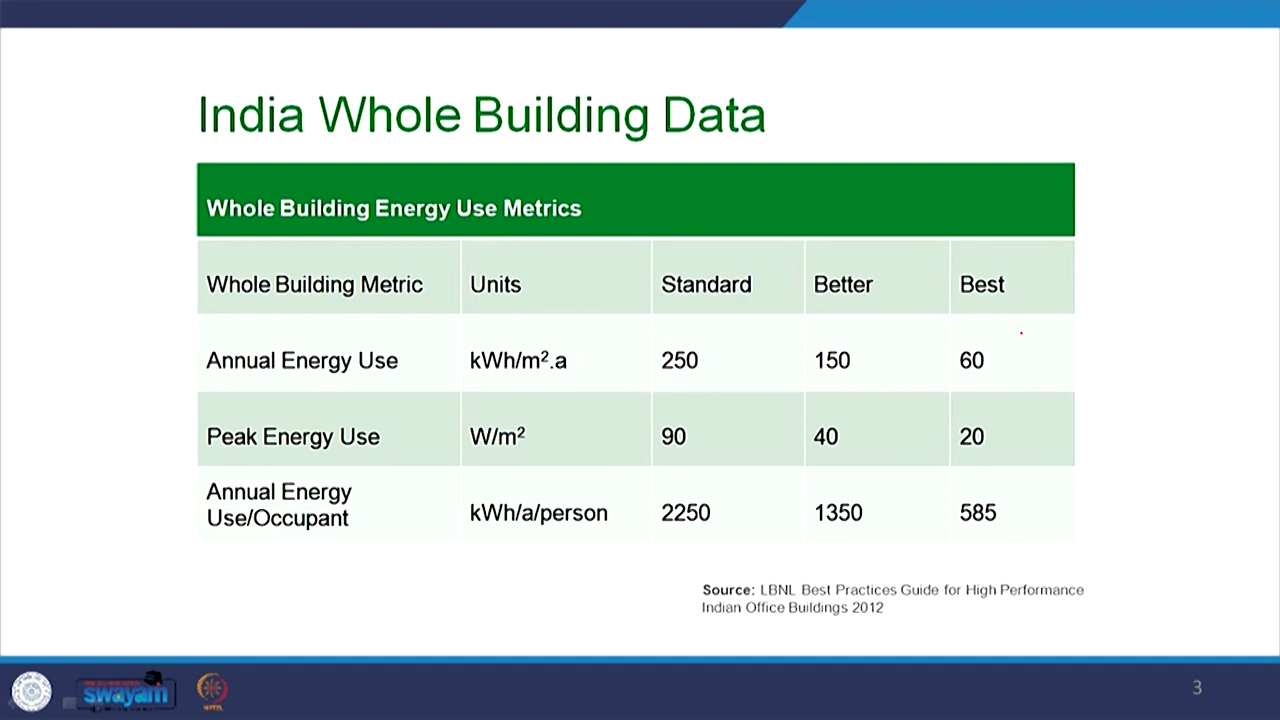 India Whole Building Data
Whole Building Energy Use Metrics
Whole Building Metric Units Standard Better Best
Annual Energy Use kWh/m².a 250 150 60
Peak Energy Use W/m² 90 40 20
Annual Energy
Use/Occupant kWh/a/person 2250 1350 585
Source: LBNL Best Practices Guide for High Performance
Indian Office Buildings 2012
swayam
3